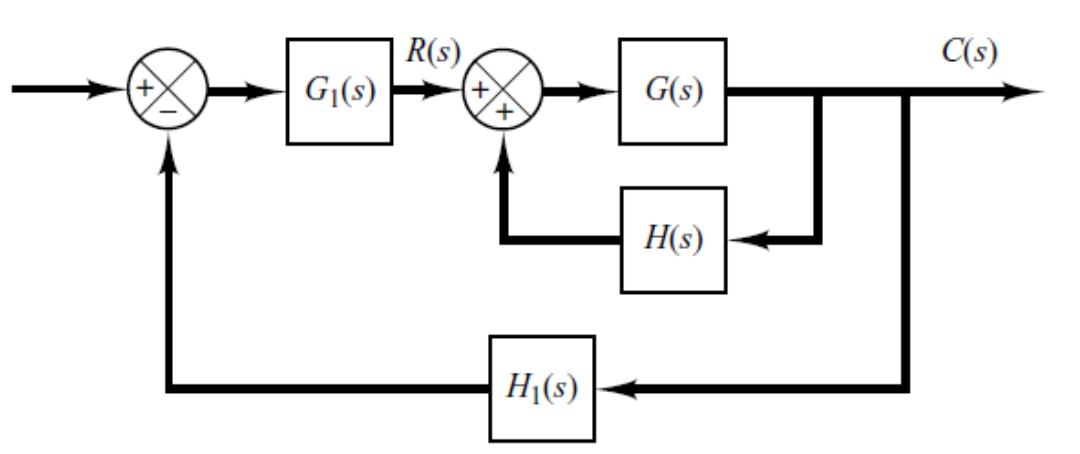 R(s)
C(s)
+
−
G₁(s)
+
+
G(s)
H(s)
H₁(s)